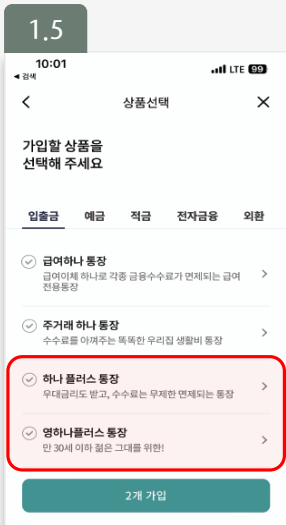 1.5
10:01
LTE 99
◀ 검색
상품선택
가입할 상품을
선택해 주세요
입출금 예금 적금 전자금융 외환
급여하나 통장
급여이체 하나로 각종 금융수수료가 면제되는 급여
전용통장
주거래 하나 통장
수수료를 아껴주는 똑똑한 우리집 생활비 통장
하나 플러스 통장
우대금리도 받고, 수수료는 무제한 면제되는 통장
영하나플러스 통장
만 30세 이하 젊은 그대를 위한!
2개 가입